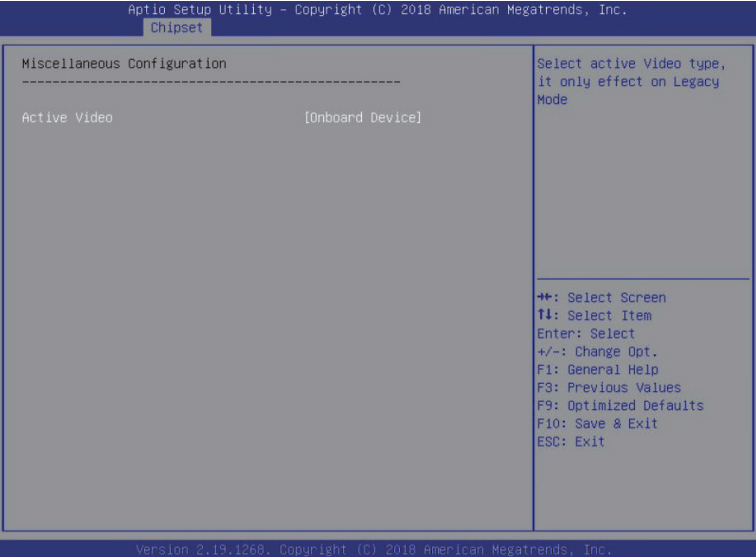 Aptio Setup Utility – Copyright (C) 2018 American Megatrends, Inc.
Chipset
Miscellaneous Configuration
--------------------------------------------------
Active Video [Onboard Device]
Select active Video type,
it only effect on Legacy
Mode
→←: Select Screen
↑↓: Select Item
Enter: Select
+/-: Change Opt.
F1: General Help
F3: Previous Values
F9: Optimized Defaults
F10: Save & Exit
ESC: Exit
Version 2.19.1268. Copyright (C) 2018 American Megatrends, Inc.